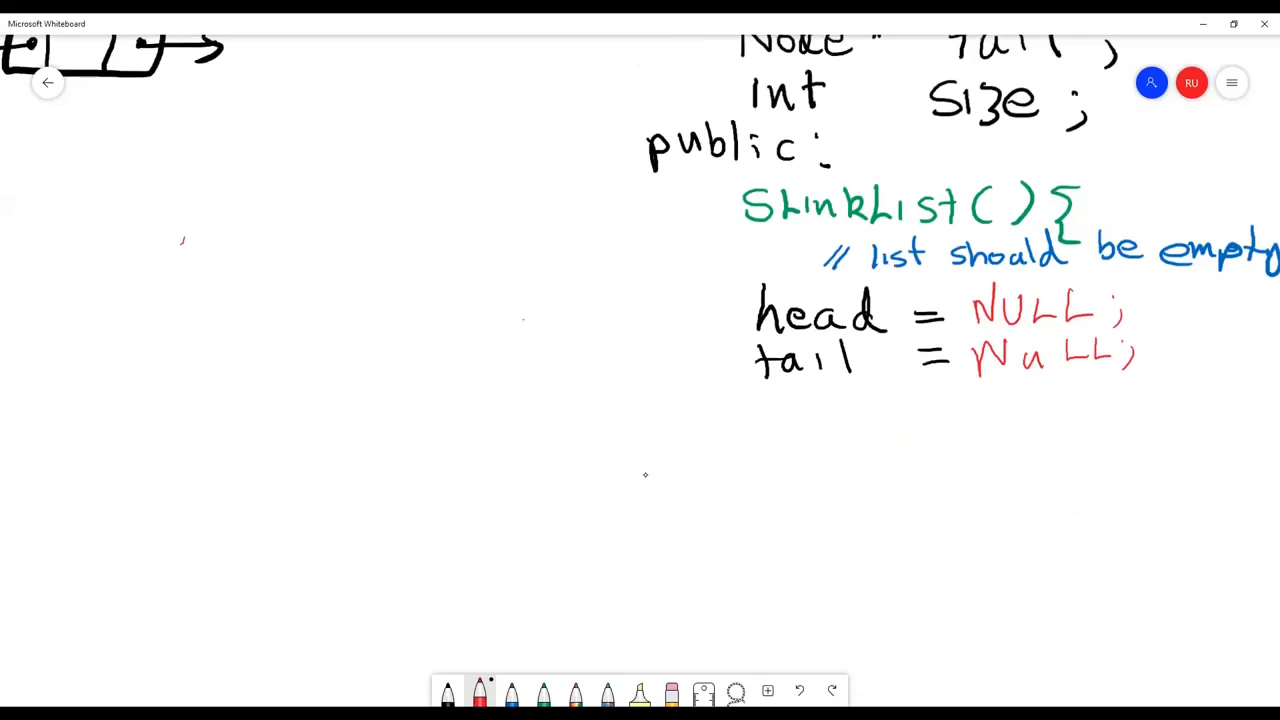 Microsoft Whiteboard
Node* tail ;
int size ;
public:
SLinkList(){
// list should be empty
head = NULL;
tail = NuLL;
RU